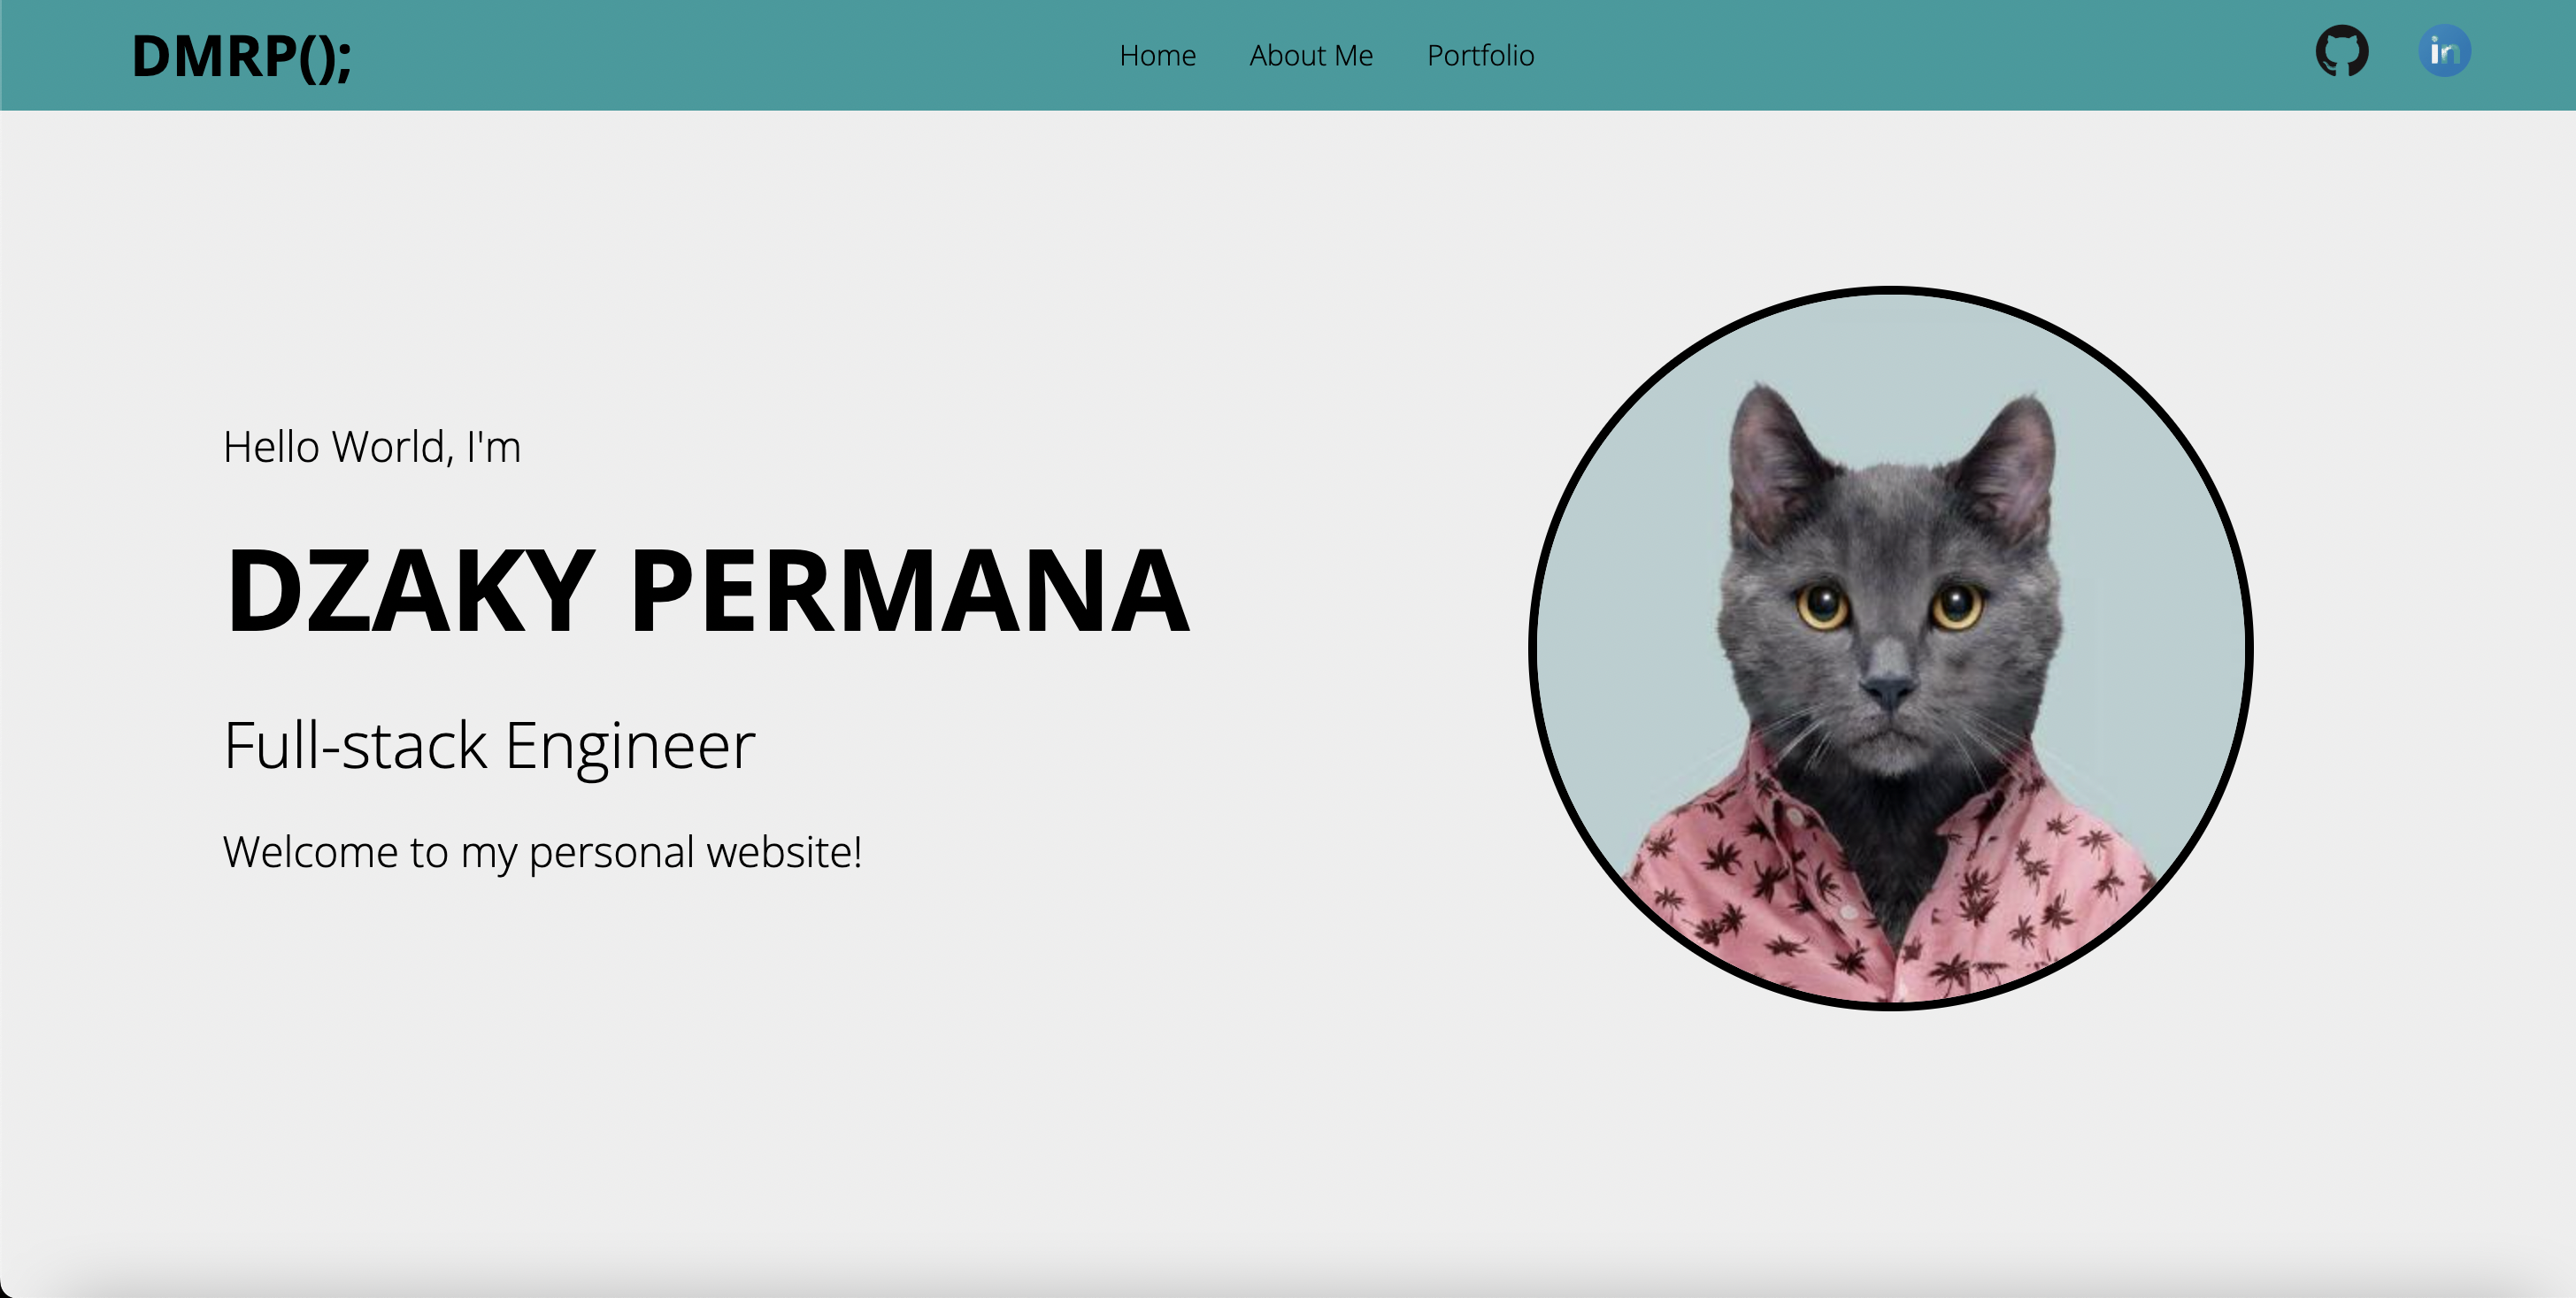 DMRP();
Home About Me Portfolio
in
Hello World, I'm
DZAKY PERMANA
Full-stack Engineer
Welcome to my personal website!